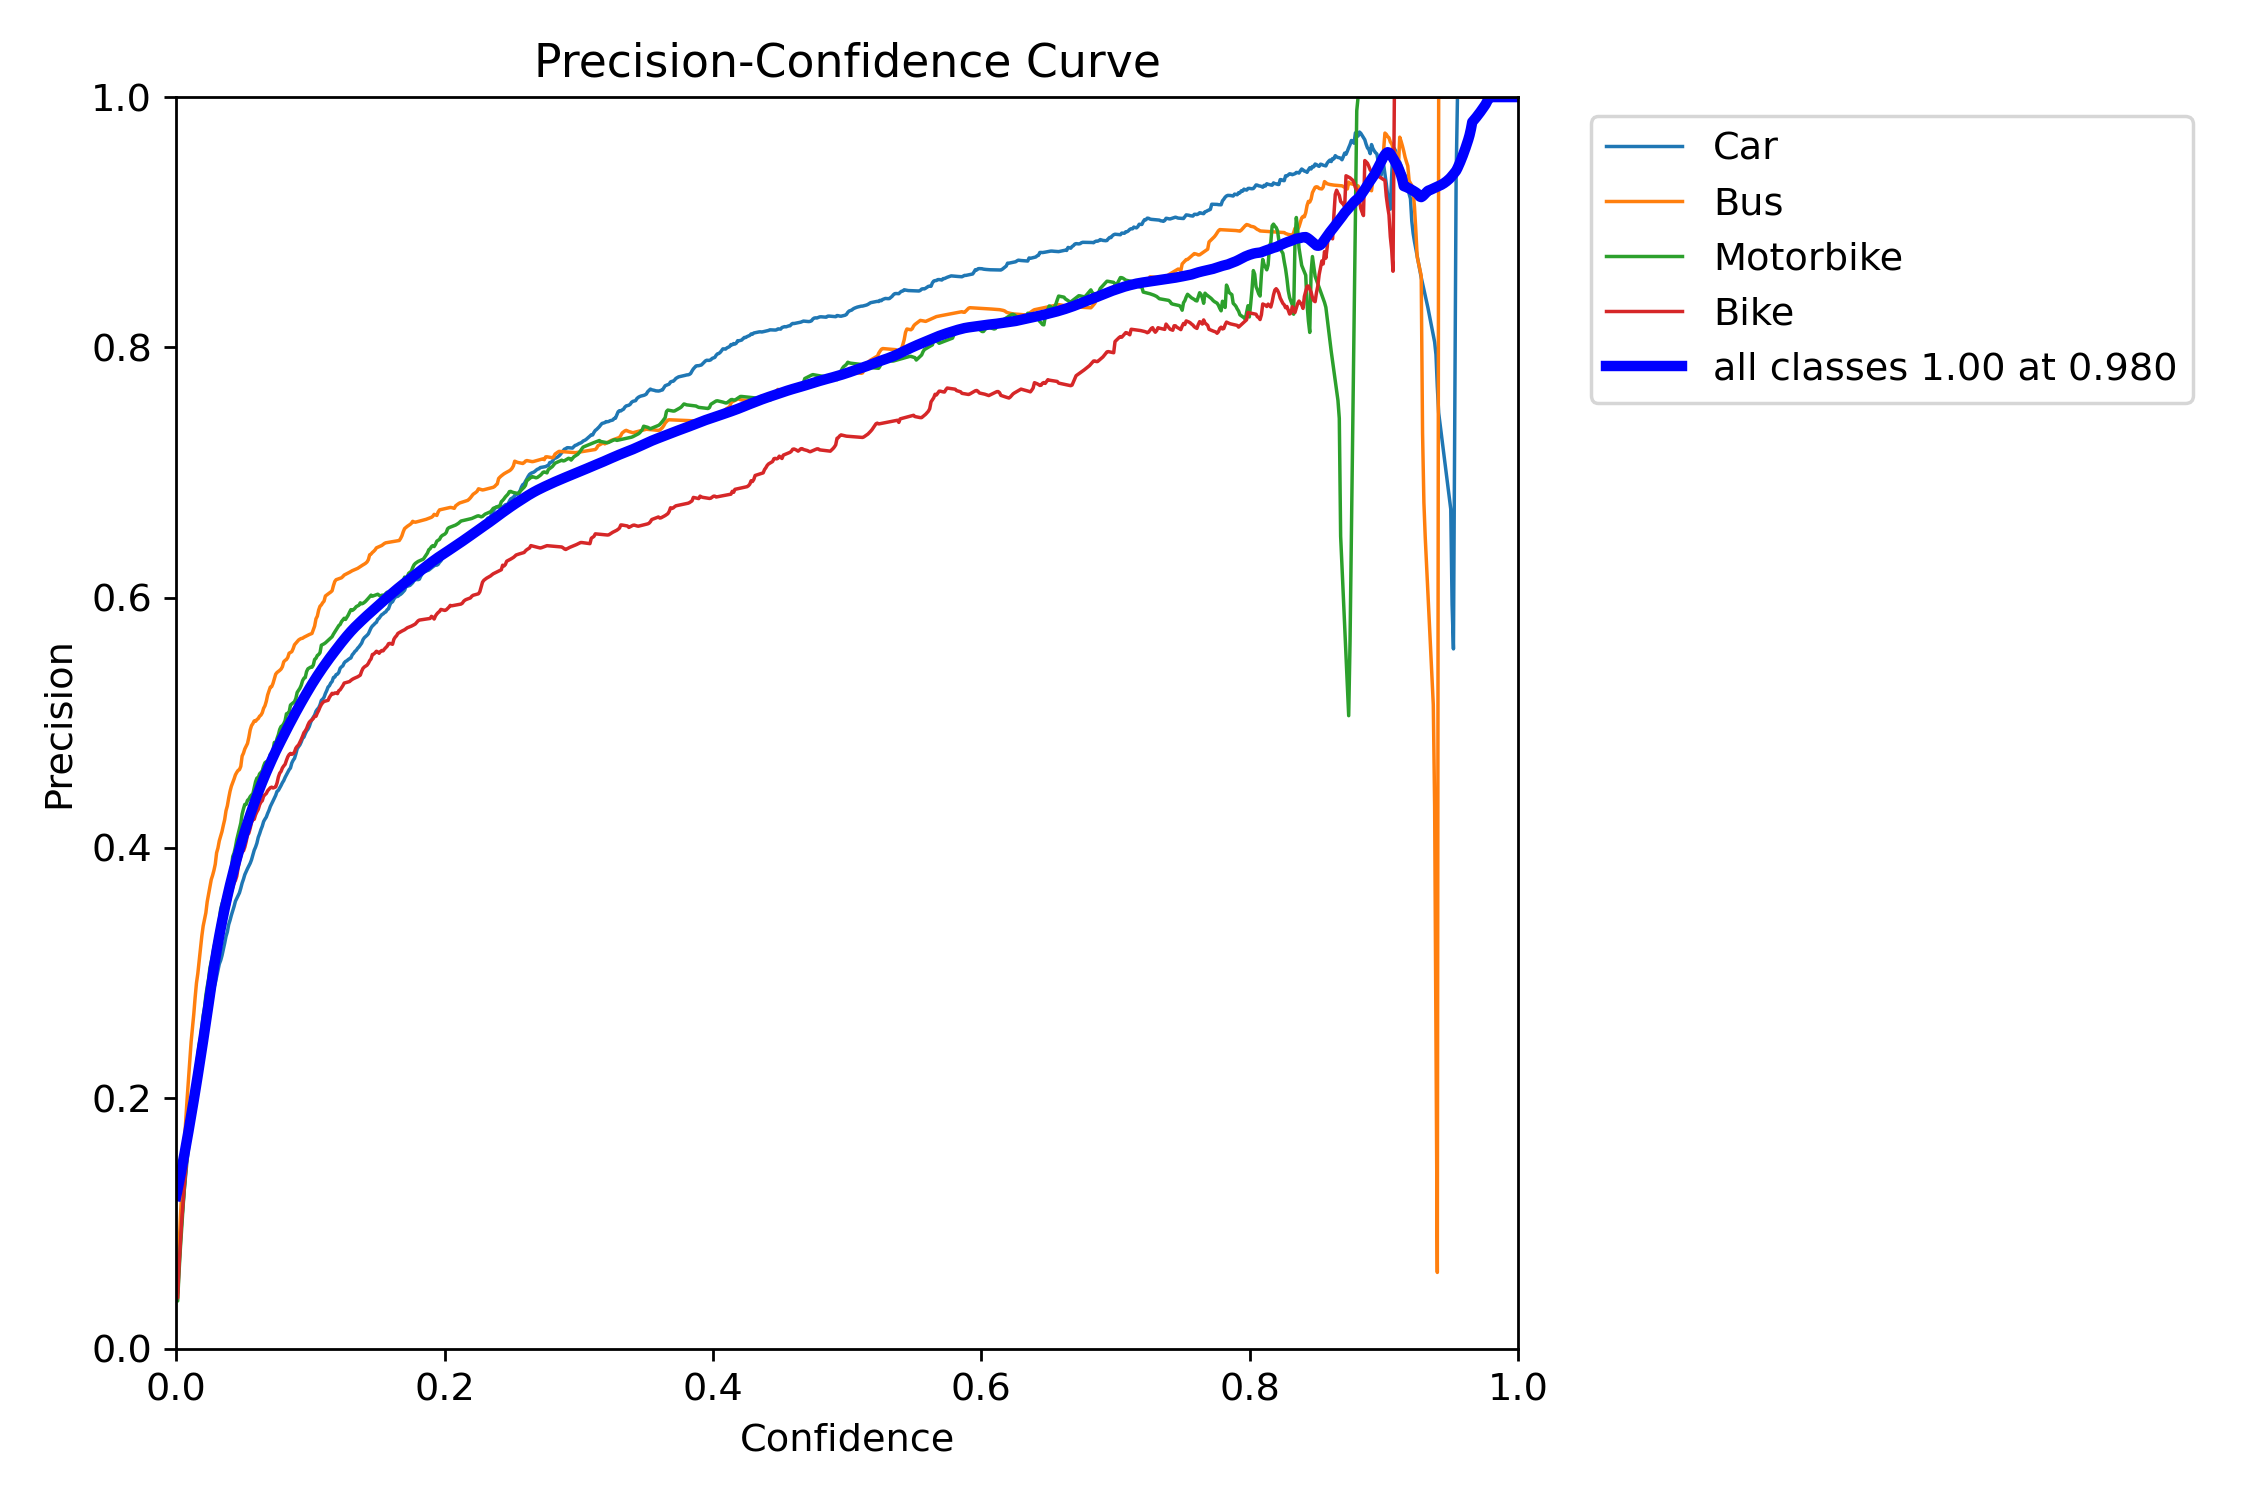 Precision-Confidence Curve
1.0
0.8
0.6
0.4
0.2
0.0
Precision
0.0 0.2 0.4 0.6 0.8 1.0
Confidence
Car
Bus
Motorbike
Bike
all classes 1.00 at 0.980